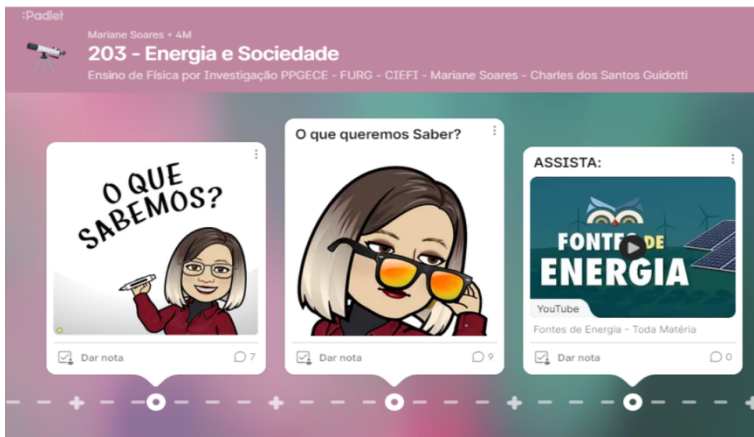 :Padlet
Mariane Soares • 4M
203 - Energia e Sociedade
Ensino de Física por Investigação PPGECE - FURG - CIEFI - Mariane Soares - Charles dos Santos Guidotti
O QUE
SABEMOS?
Dar nota
7
O que queremos Saber?
Dar nota
9
ASSISTA:
FONTES DE
ENERGIA
YouTube
Fontes de Energia - Toda Matéria
Dar nota
0